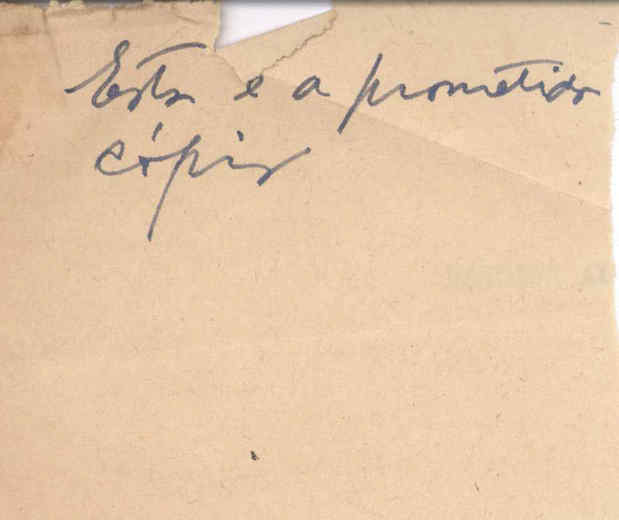 Esta é a prometida
cópia